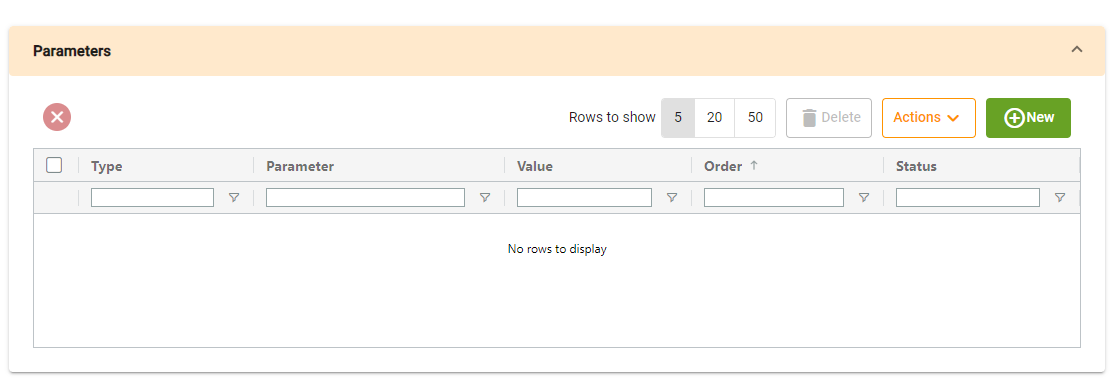 Parameters
Rows to show 5 20 50 Delete Actions New
Type Parameter Value Order Status
No rows to display